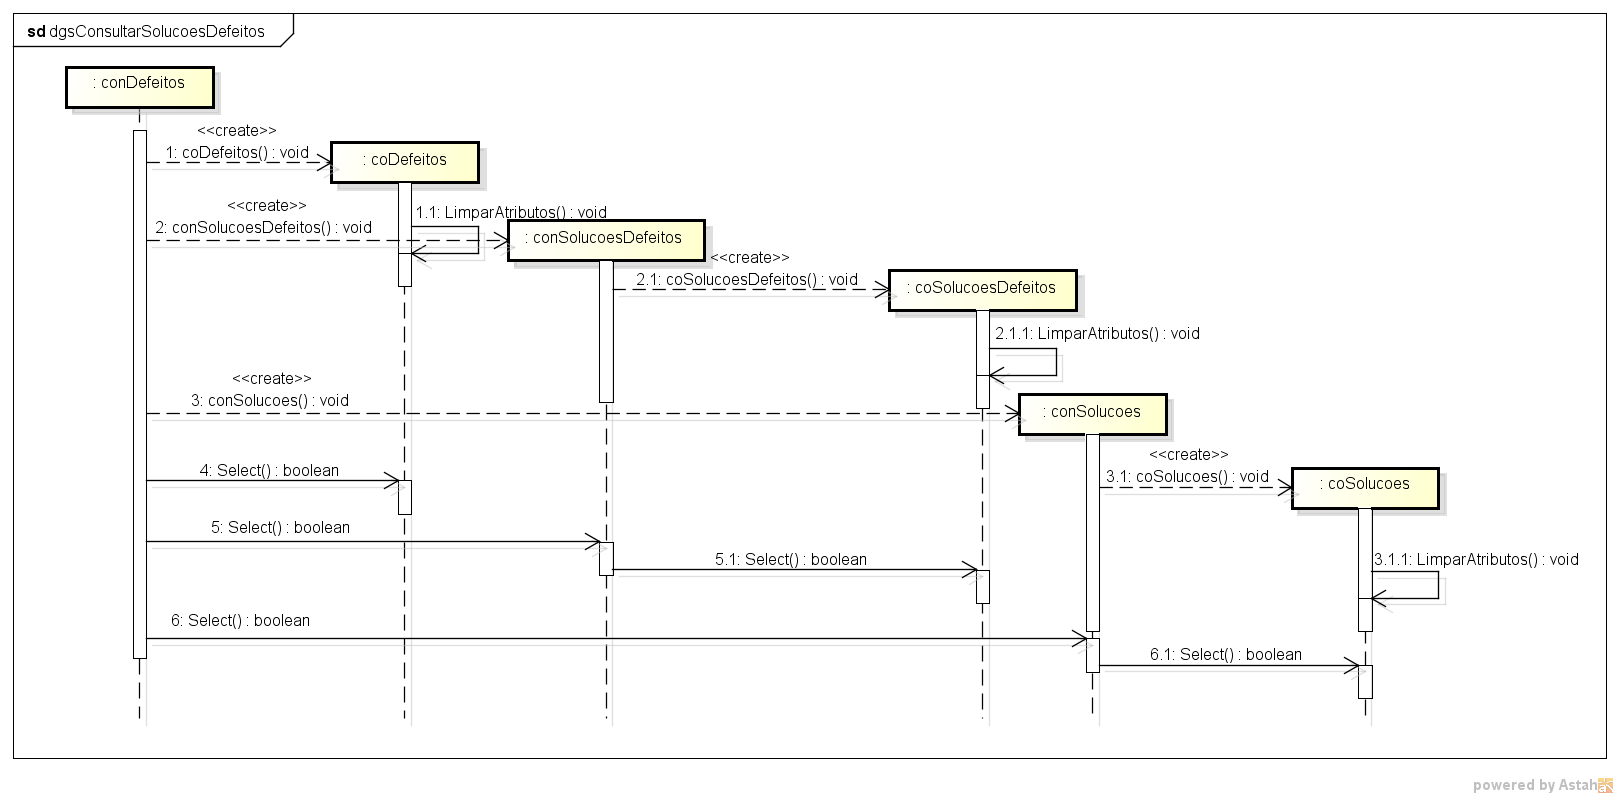 sd dgsConsultarSolucoesDefeitos
: conDefeitos
<<create>>
1: coDefeitos() : void
: coDefeitos
<<create>>
1.1: LimparAtributos() : void
2: conSolucoesDefeitos() : void
: conSolucoesDefeitos
<<create>>
2.1: coSolucoesDefeitos() : void
: coSolucoesDefeitos
2.1.1: LimparAtributos() : void
<<create>>
3: conSolucoes() : void
: conSolucoes
<<create>>
3.1: coSolucoes() : void
: coSolucoes
4: Select() : boolean
5: Select() : boolean
5.1: Select() : boolean
3.1.1: LimparAtributos() : void
6: Select() : boolean
6.1: Select() : boolean
powered by Astah